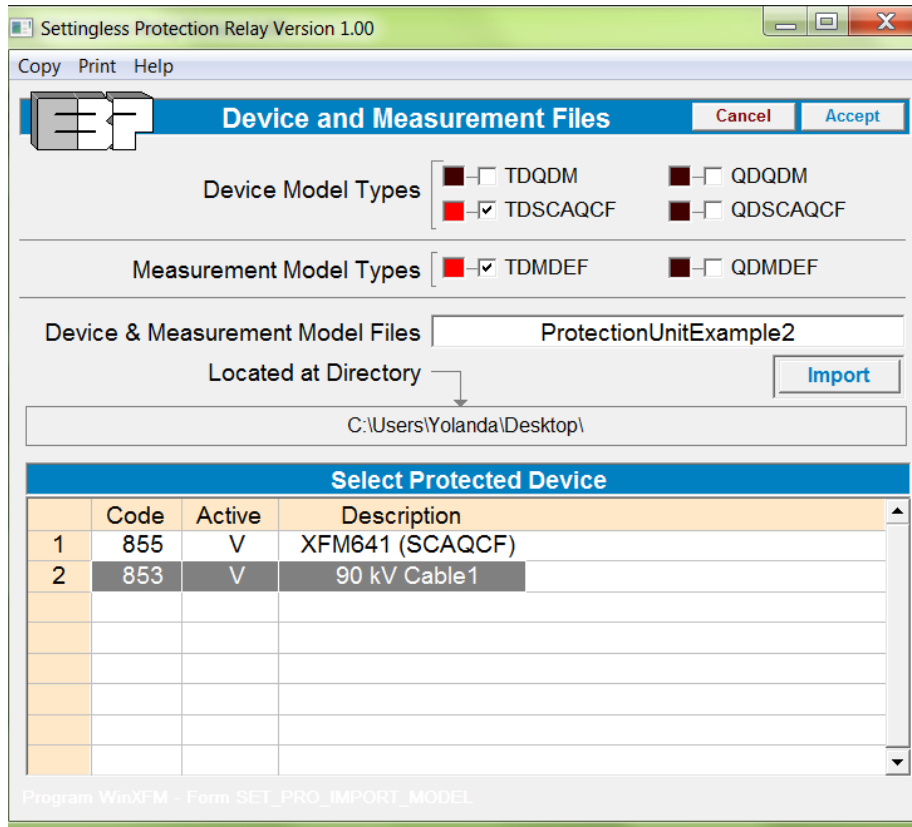 Settingless Protection Relay Version 1.00
Copy Print Help
EBP
Device and Measurement Files
Cancel
Accept
Device Model Types
TDQDM
QDQDM
TDSCAQCF
QDSCAQCF
Measurement Model Types
TDMDEF
QDMDEF
Device & Measurement Model Files
ProtectionUnitExample2
Located at Directory
Import
C:\Users\Yolanda\Desktop\
Select Protected Device
Code Active Description
1 855 V XFM641 (SCAQCF)
2 853 V 90 kV Cable1
Program WinXFM - Form SET_PRO_IMPORT_MODEL